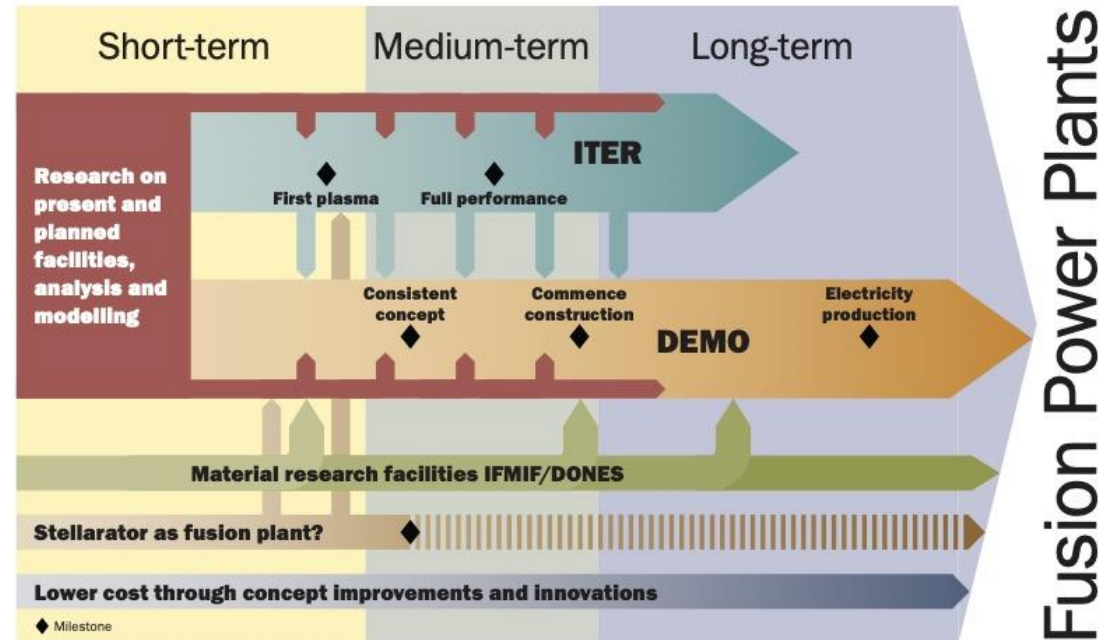 Short-term
Medium-term
Long-term
Research on
present and
planned
facilities,
analysis and
modelling
ITER
First plasma
Full performance
Consistent
concept
Commence
construction
Electricity
production
DEMO
Material research facilities IFMIF/DONES
Stellarator as fusion plant?
Lower cost through concept improvements and innovations
Milestone
Fusion Power Plants